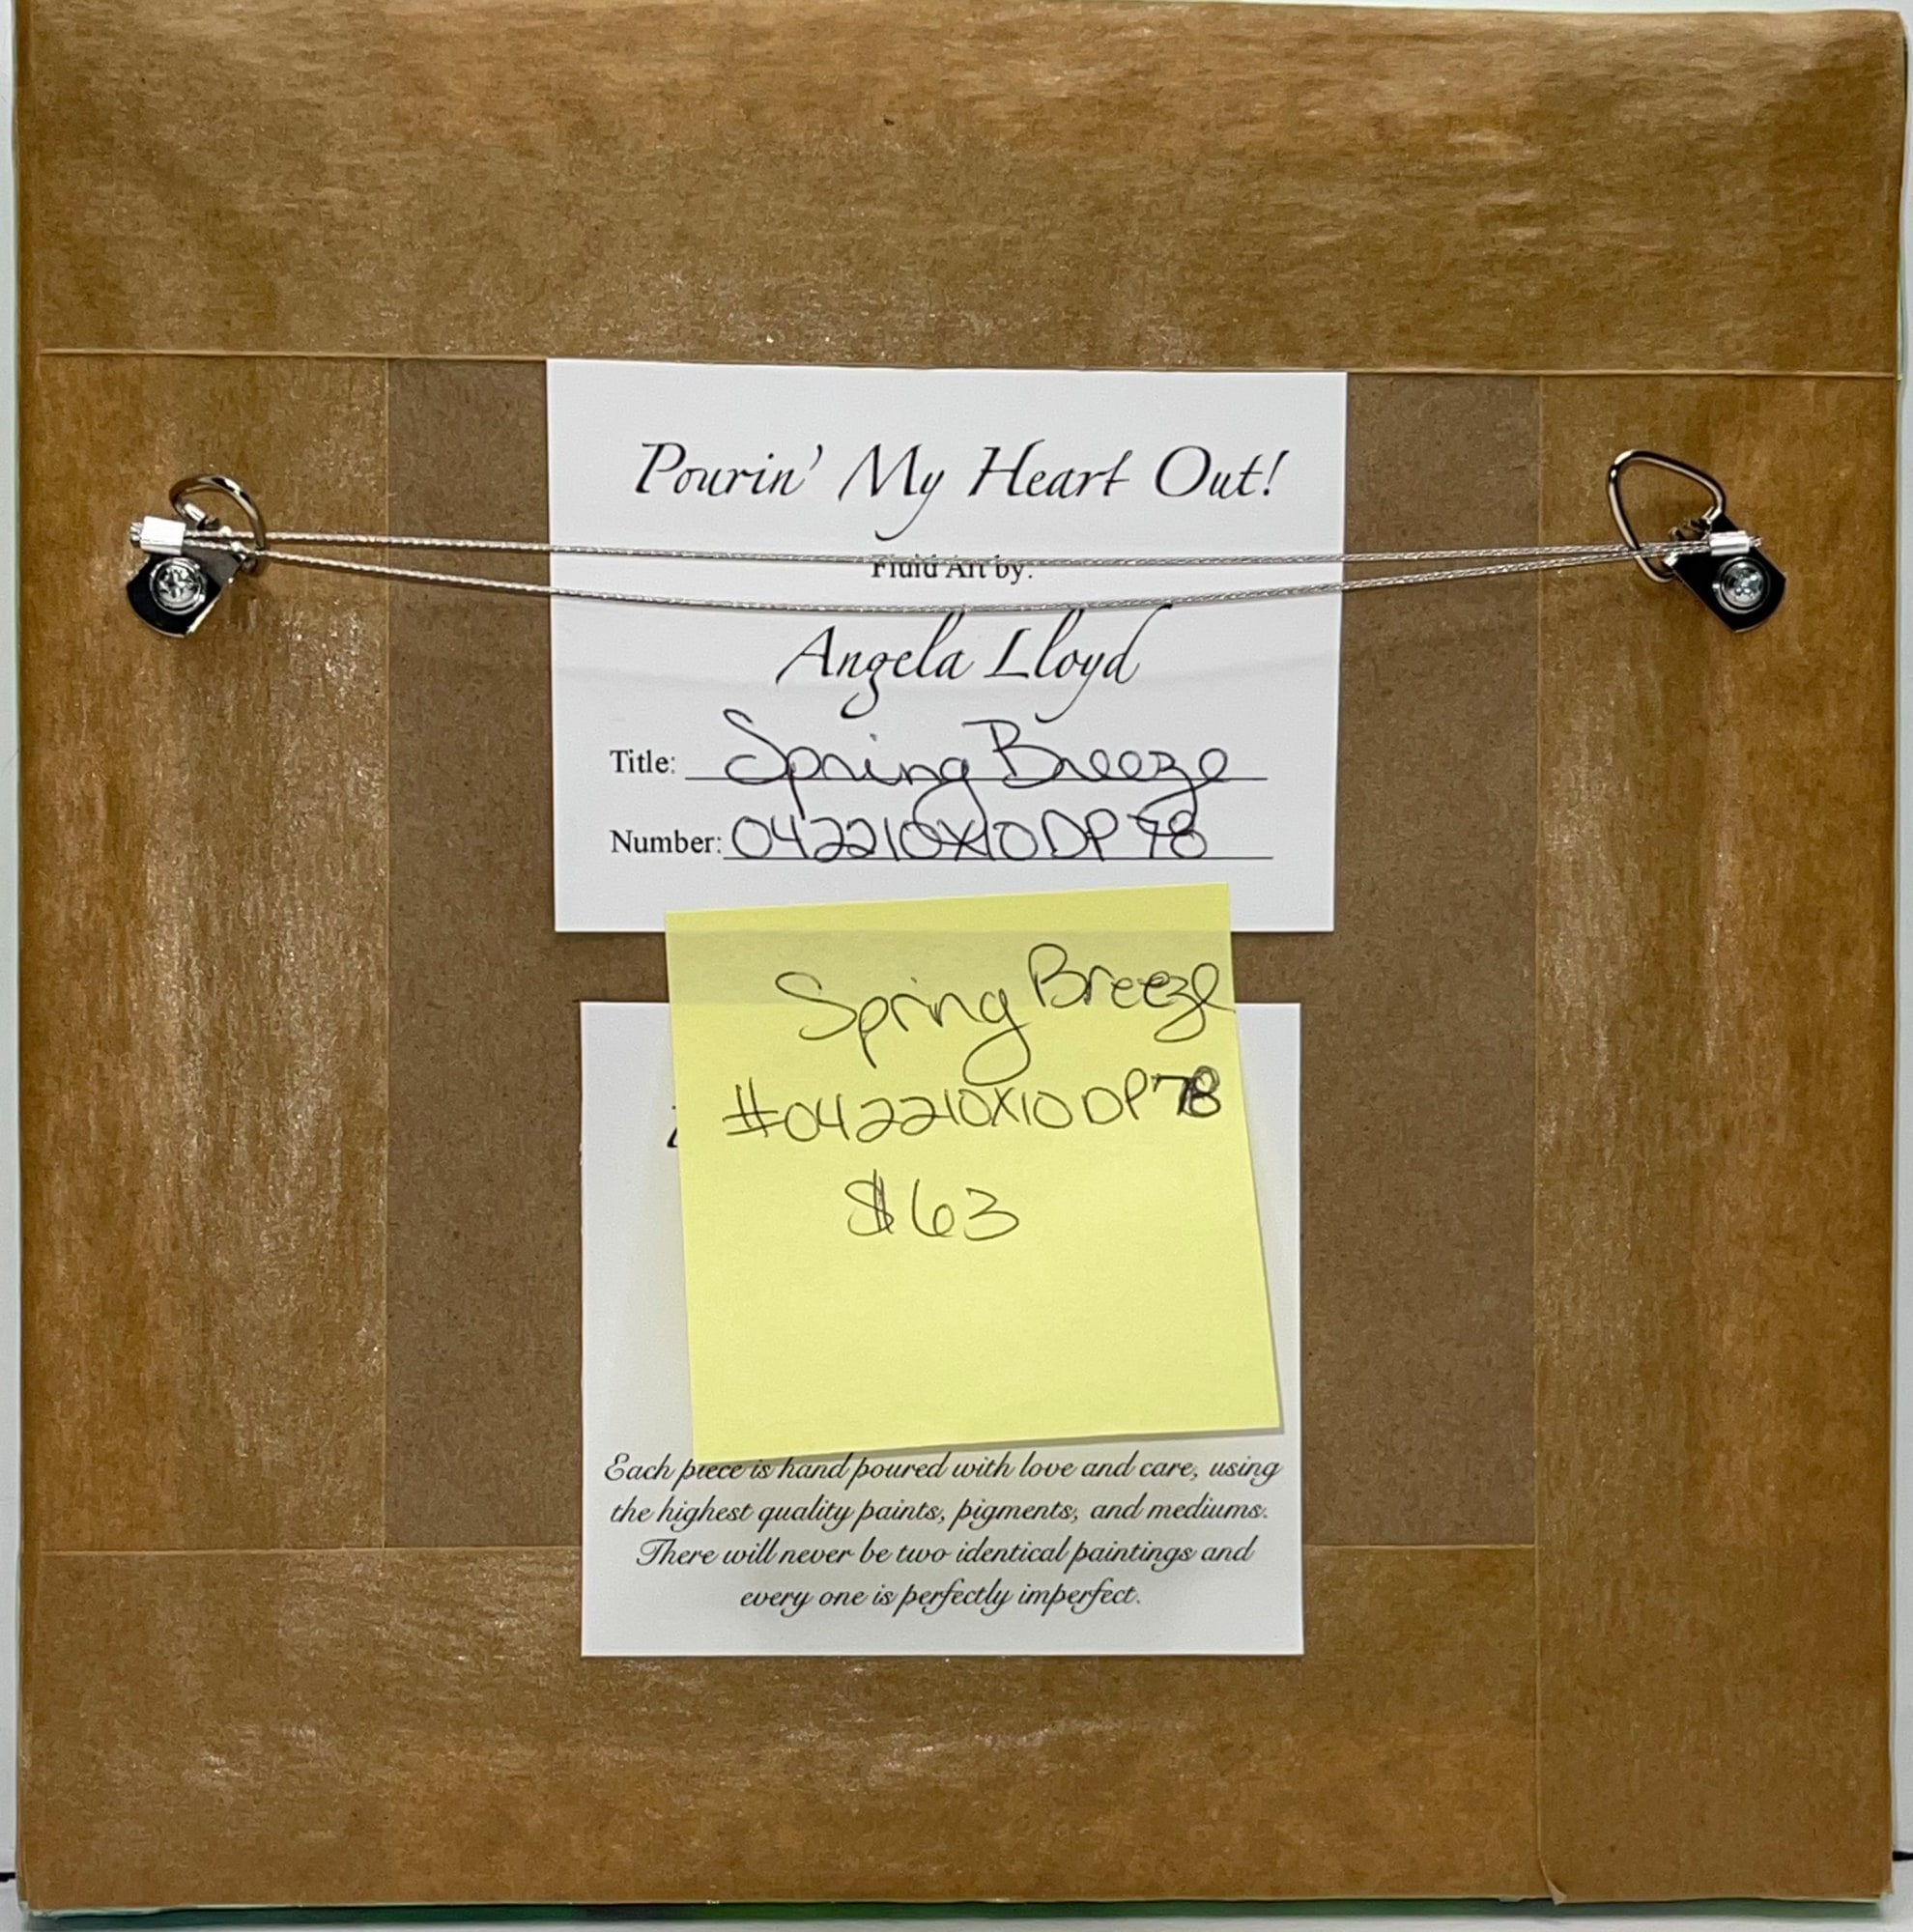 Pourin' My Heart Out!
Fluid Art by:
Angela Lloyd
Title: Spring Breeze
Number: 042210X10DP78
Spring Breeze
#042210X10DP78
$63
Each piece is hand poured with love and care, using
the highest quality paints, pigments, and mediums.
There will never be two identical paintings and
every one is perfectly imperfect.